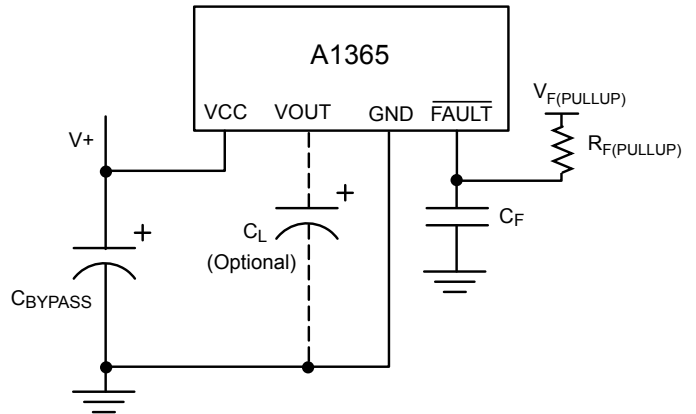 A1365
VCC VOUT GND FAULT
V+
VF(PULLUP)
RF(PULLUP)
+
CBYPASS
+
CL
(Optional)
CF